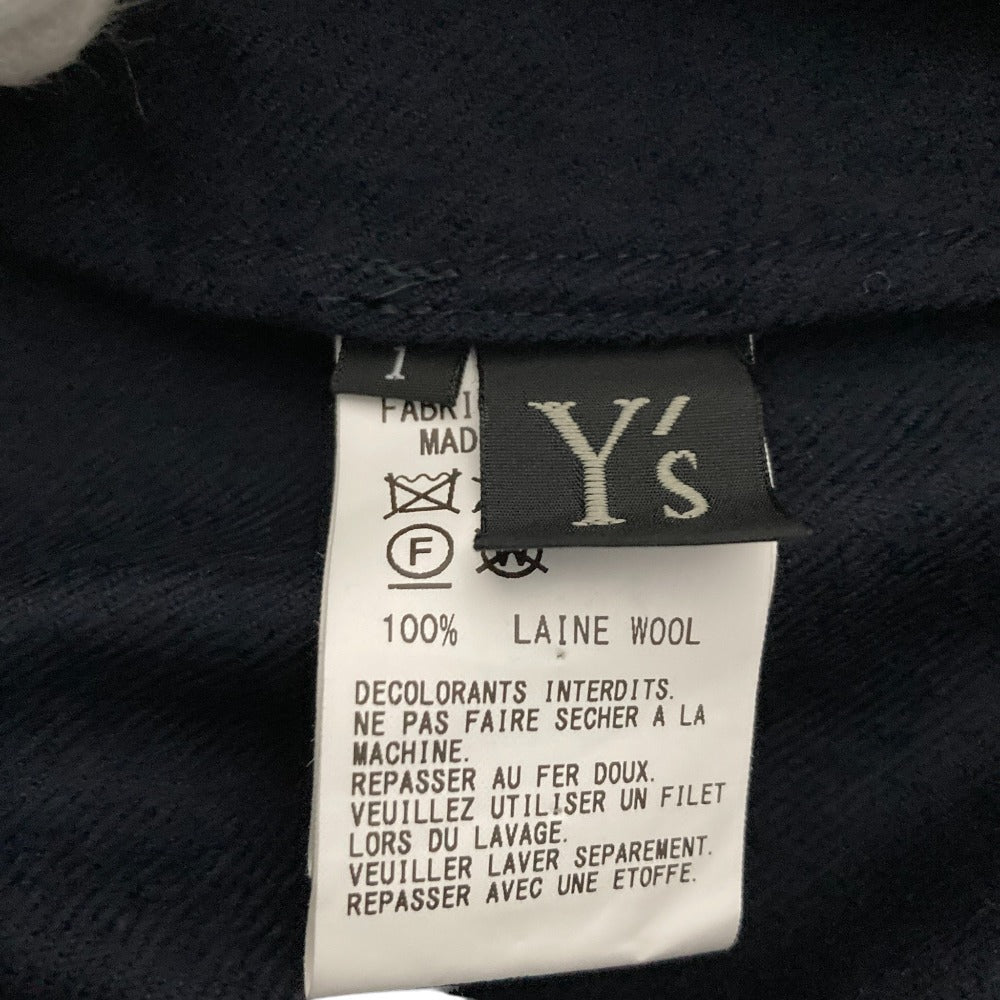 1
Y's
MAD
F
W
100% LAINE WOOL
DECOLORANTS INTERDITS.
NE PAS FAIRE SECHER A LA
MACHINE.
REPASSER AU FER DOUX.
VEUILLEZ UTILISER UN FILET
LORS DU LAVAGE.
VEUILLER LAVER SEPAREMENT.
REPASSER AVEC UNE ETOFFE.